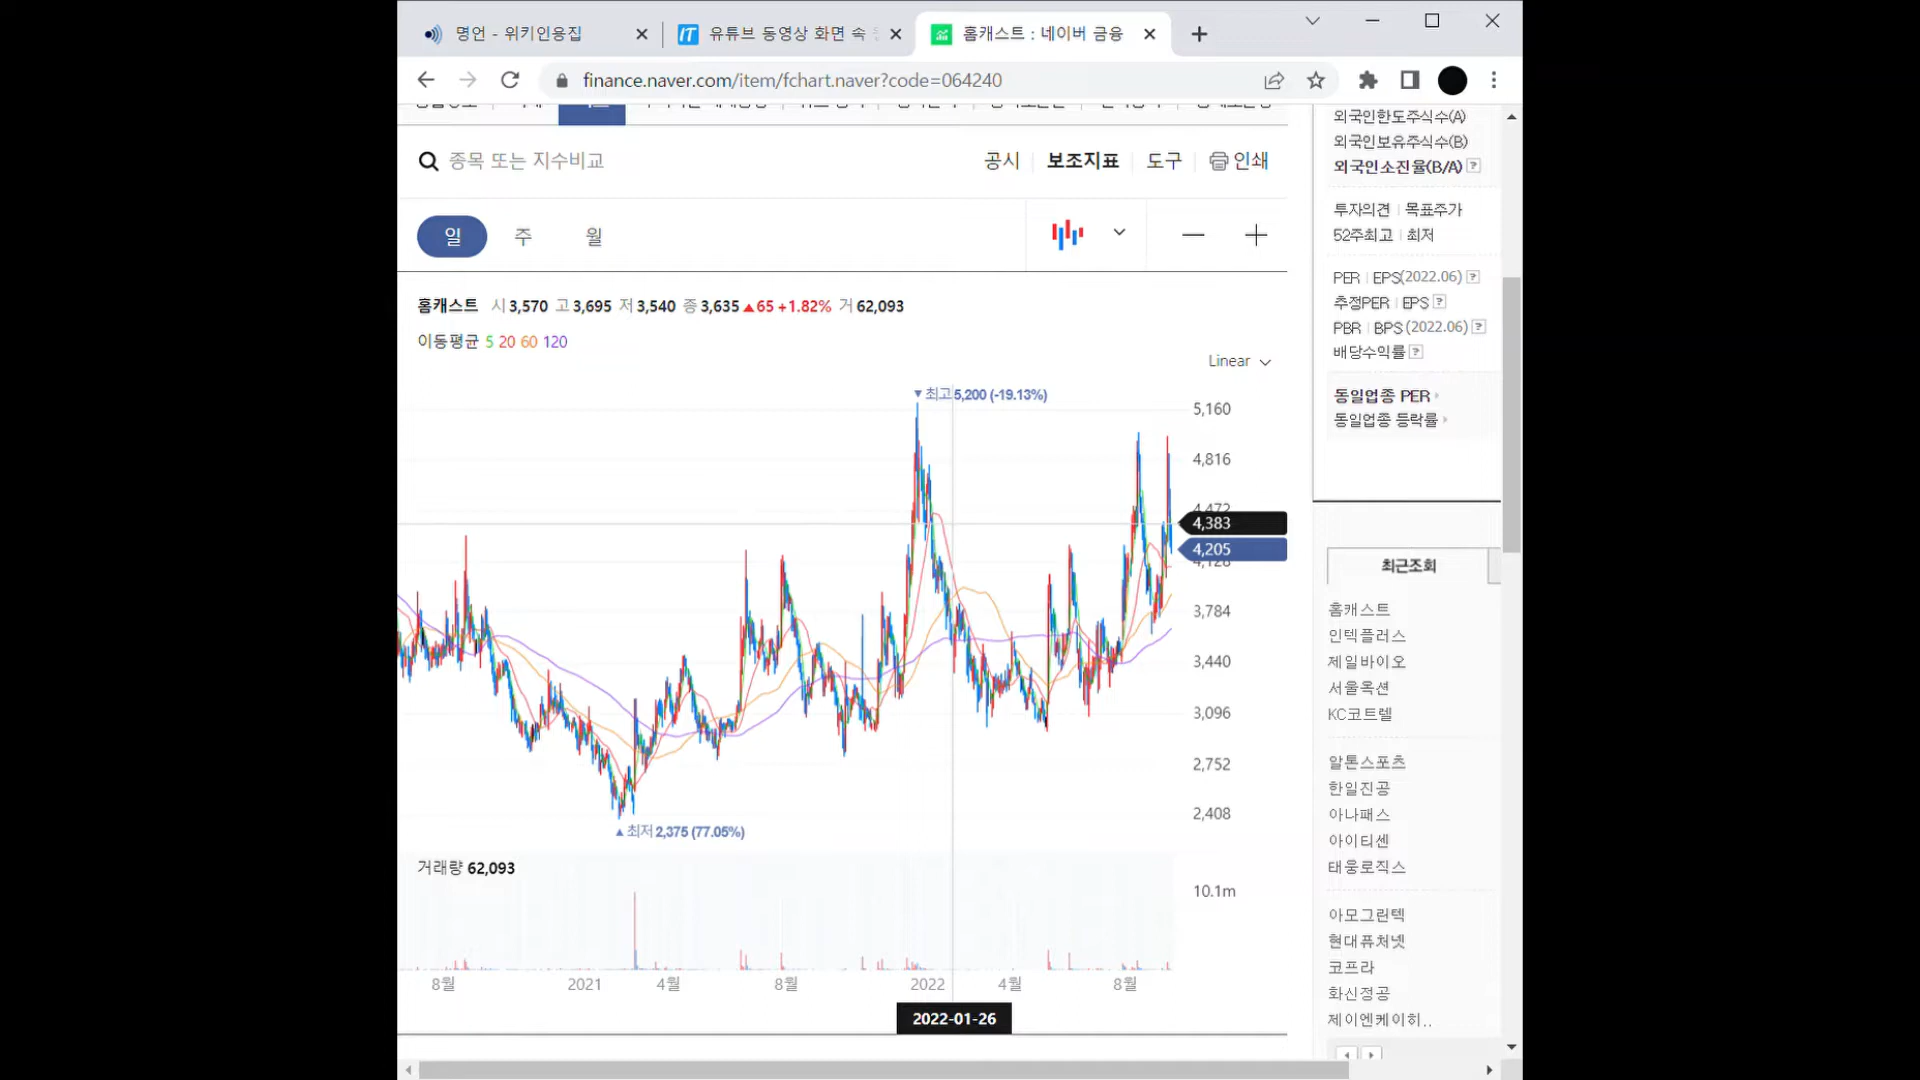 명언 - 위키인용집
유튜브 동영상 화면 속
홈캐스트 : 네이버 금융
finance.naver.com/item/fchart.naver?code=064240
종목 또는 지수비교
공시
보조지표
도구
인쇄
일
주
월
홈캐스트 시 3,570 고 3,695 저 3,540 종 3,635 ▲65 +1.82% 거 62,093
이동평균 5 20 60 120
Linear
▼최고 5,200 (-19.13%)
5,160
4,816
4,472
4,383
4,205
4,128
3,784
3,440
3,096
2,752
2,408
▲최저 2,375 (77.05%)
거래량 62,093
10.1m
8월
2021
4월
8월
2022
4월
8월
2022-01-26
외국인한도주식수(A)
외국인보유주식수(B)
외국인소진율(B/A) ?
투자의견 | 목표주가
52주최고 | 최저
PER | EPS(2022.06) ?
추정PER | EPS ?
PBR | BPS (2022.06) ?
배당수익률 ?
동일업종 PER
동일업종 등락률
최근조회
홈캐스트
인텍플러스
제일바이오
서울옥션
KC코트렐
알톤스포츠
한일진공
아나패스
아이티센
태웅로직스
아모그린텍
현대퓨처넷
코프라
화신정공
제이엔케이히..